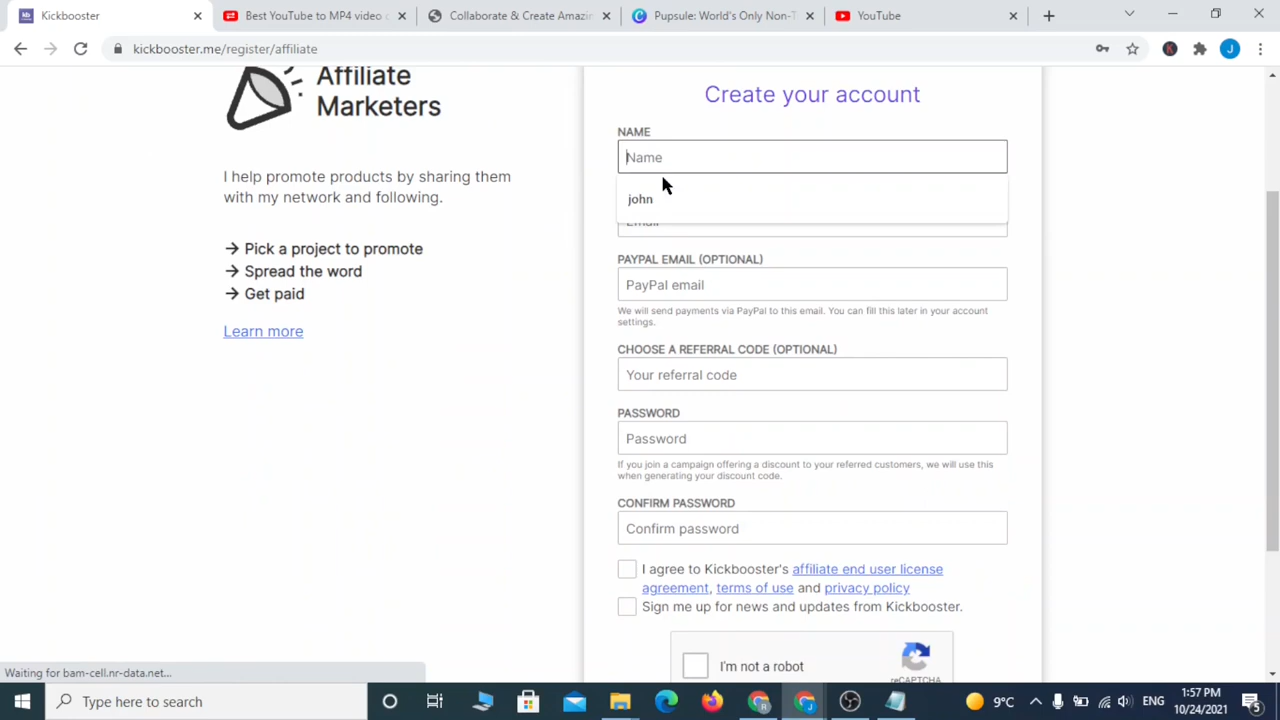 Kickbooster
Best YouTube to MP4 video c
Collaborate & Create Amazin
Pupsule: World's Only Non-T
YouTube
kickbooster.me/register/affiliate
J
Affiliate
Marketers
I help promote products by sharing them
with my network and following.
→ Pick a project to promote
→ Spread the word
→ Get paid
Learn more
Create your account
NAME
Name
john
Email
PAYPAL EMAIL (OPTIONAL)
PayPal email
We will send payments via PayPal to this email. You can fill this later in your account
settings.
CHOOSE A REFERRAL CODE (OPTIONAL)
Your referral code
PASSWORD
Password
If you join a campaign offering a discount to your referred customers, we will use this
when generating your discount code.
CONFIRM PASSWORD
Confirm password
I agree to Kickbooster's affiliate end user license
agreement, terms of use and privacy policy
Sign me up for news and updates from Kickbooster.
I'm not a robot
reCAPTCHA
Waiting for bam-cell.nr-data.net...
Type here to search
9°C
ENG
1:57 PM
10/24/2021
5